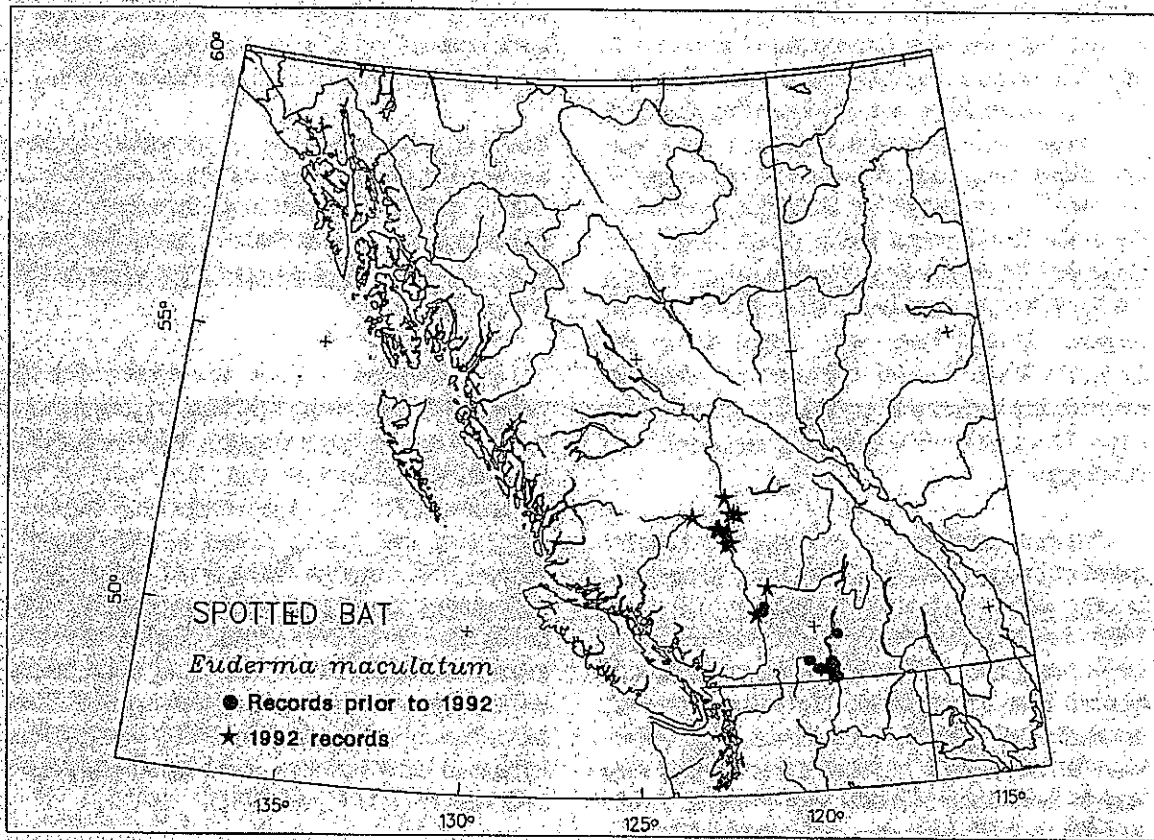 60°
55°
50°
SPOTTED BAT
Euderma maculatum
● Records prior to 1992
★ 1992 records
135°
130°
125°
120°
115°